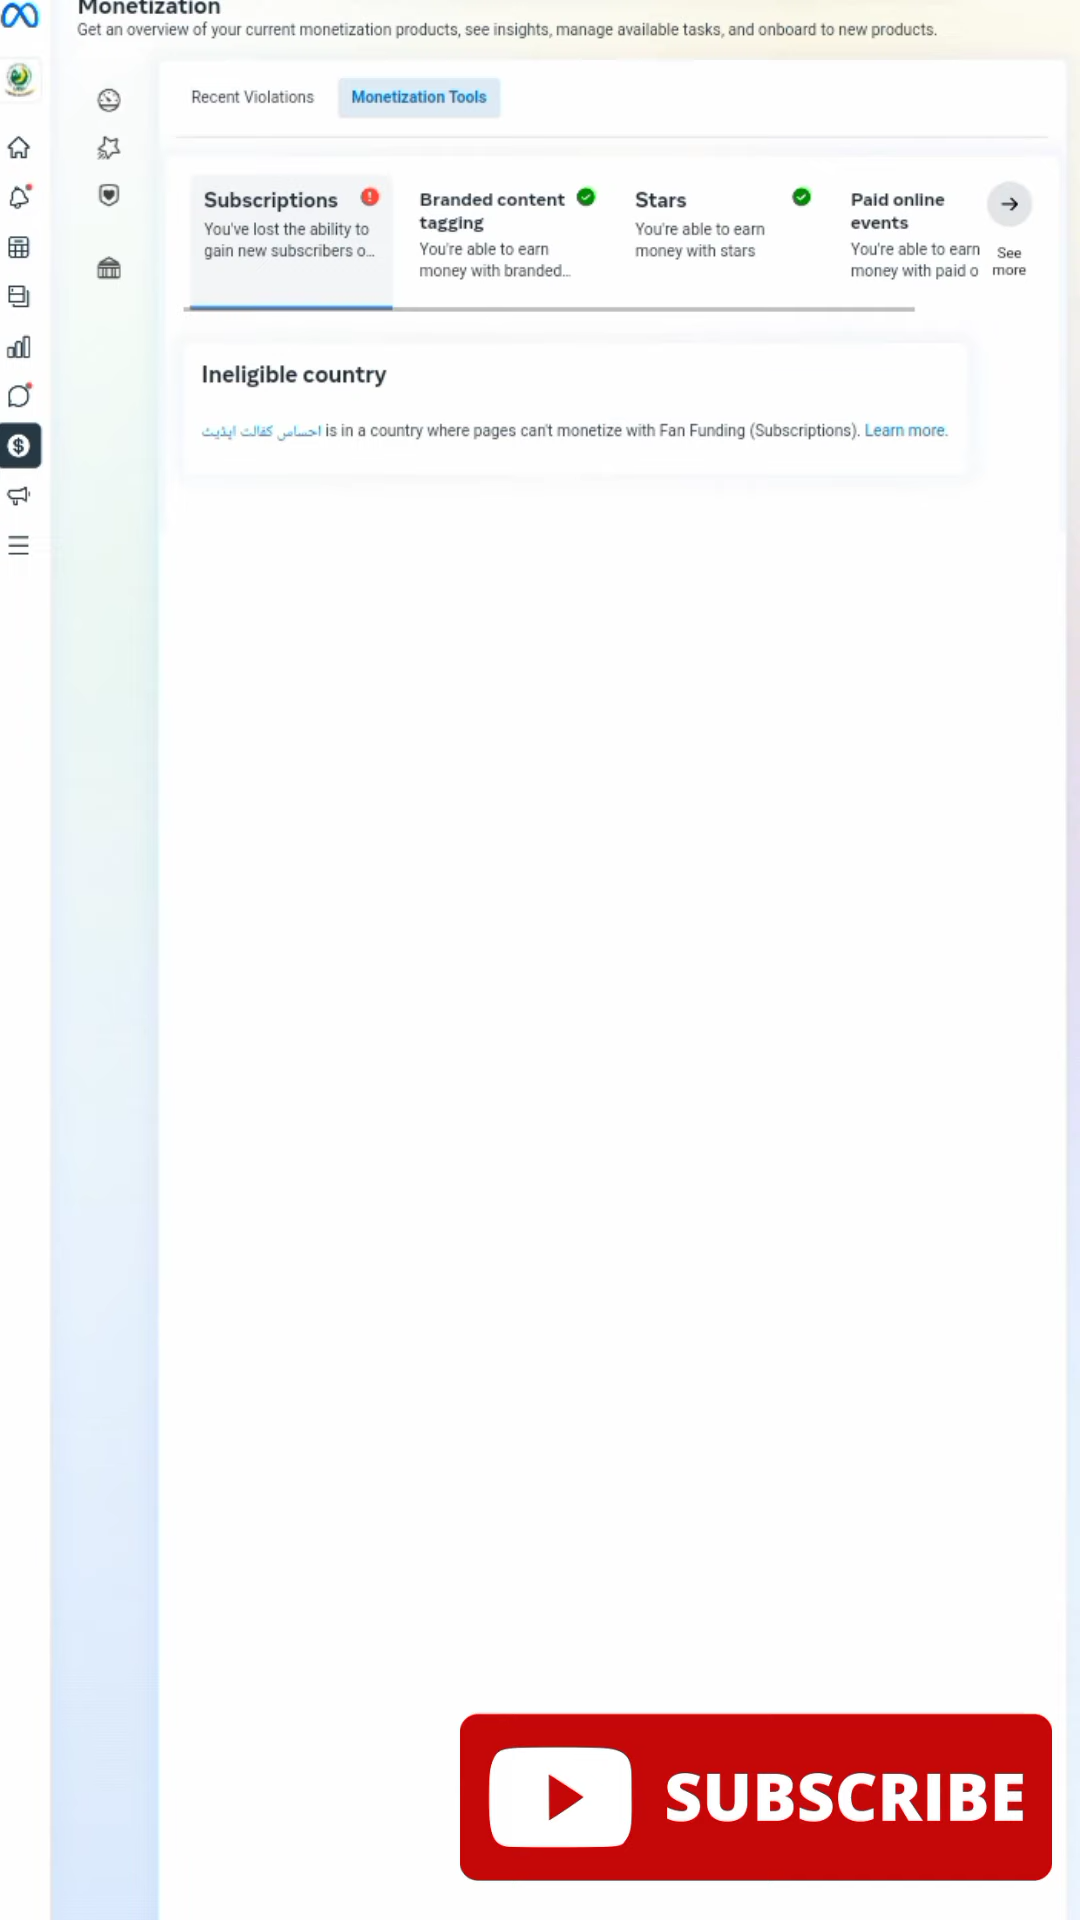 Monetization
Get an overview of your current monetization products, see insights, manage available tasks, and onboard to new products.
Recent Violations
Monetization Tools
Subscriptions
You've lost the ability to
gain new subscribers o...
Branded content
tagging
You're able to earn
money with branded...
Stars
You're able to earn
money with stars
Paid online
events
You're able to earn
money with paid o
See
more
Ineligible country
احساس کفالت اپڈیٹ is in a country where pages can't monetize with Fan Funding (Subscriptions). Learn more.
SUBSCRIBE